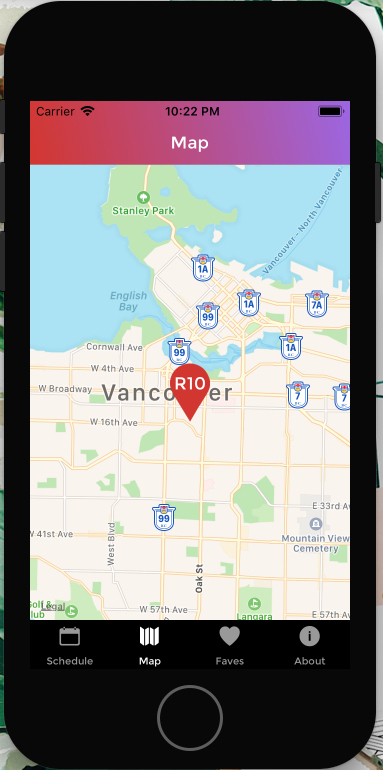 Carrier 10:22 PM
Map
Stanley Park
Vancouver - North Vancouver
1A
English
Bay
99
1A
7A
99
1A
Cornwall Ave
W 4th Ave
R10
7
7
W Broadway
Vancouver
W 16th Ave
99
E 33rd A
W 41st Ave
West Blvd
Mountain View
Cemetery
Oak St
Golf &
lub
Legal
W 57th Ave
Langara
E 57th Av
Schedule Map Faves About